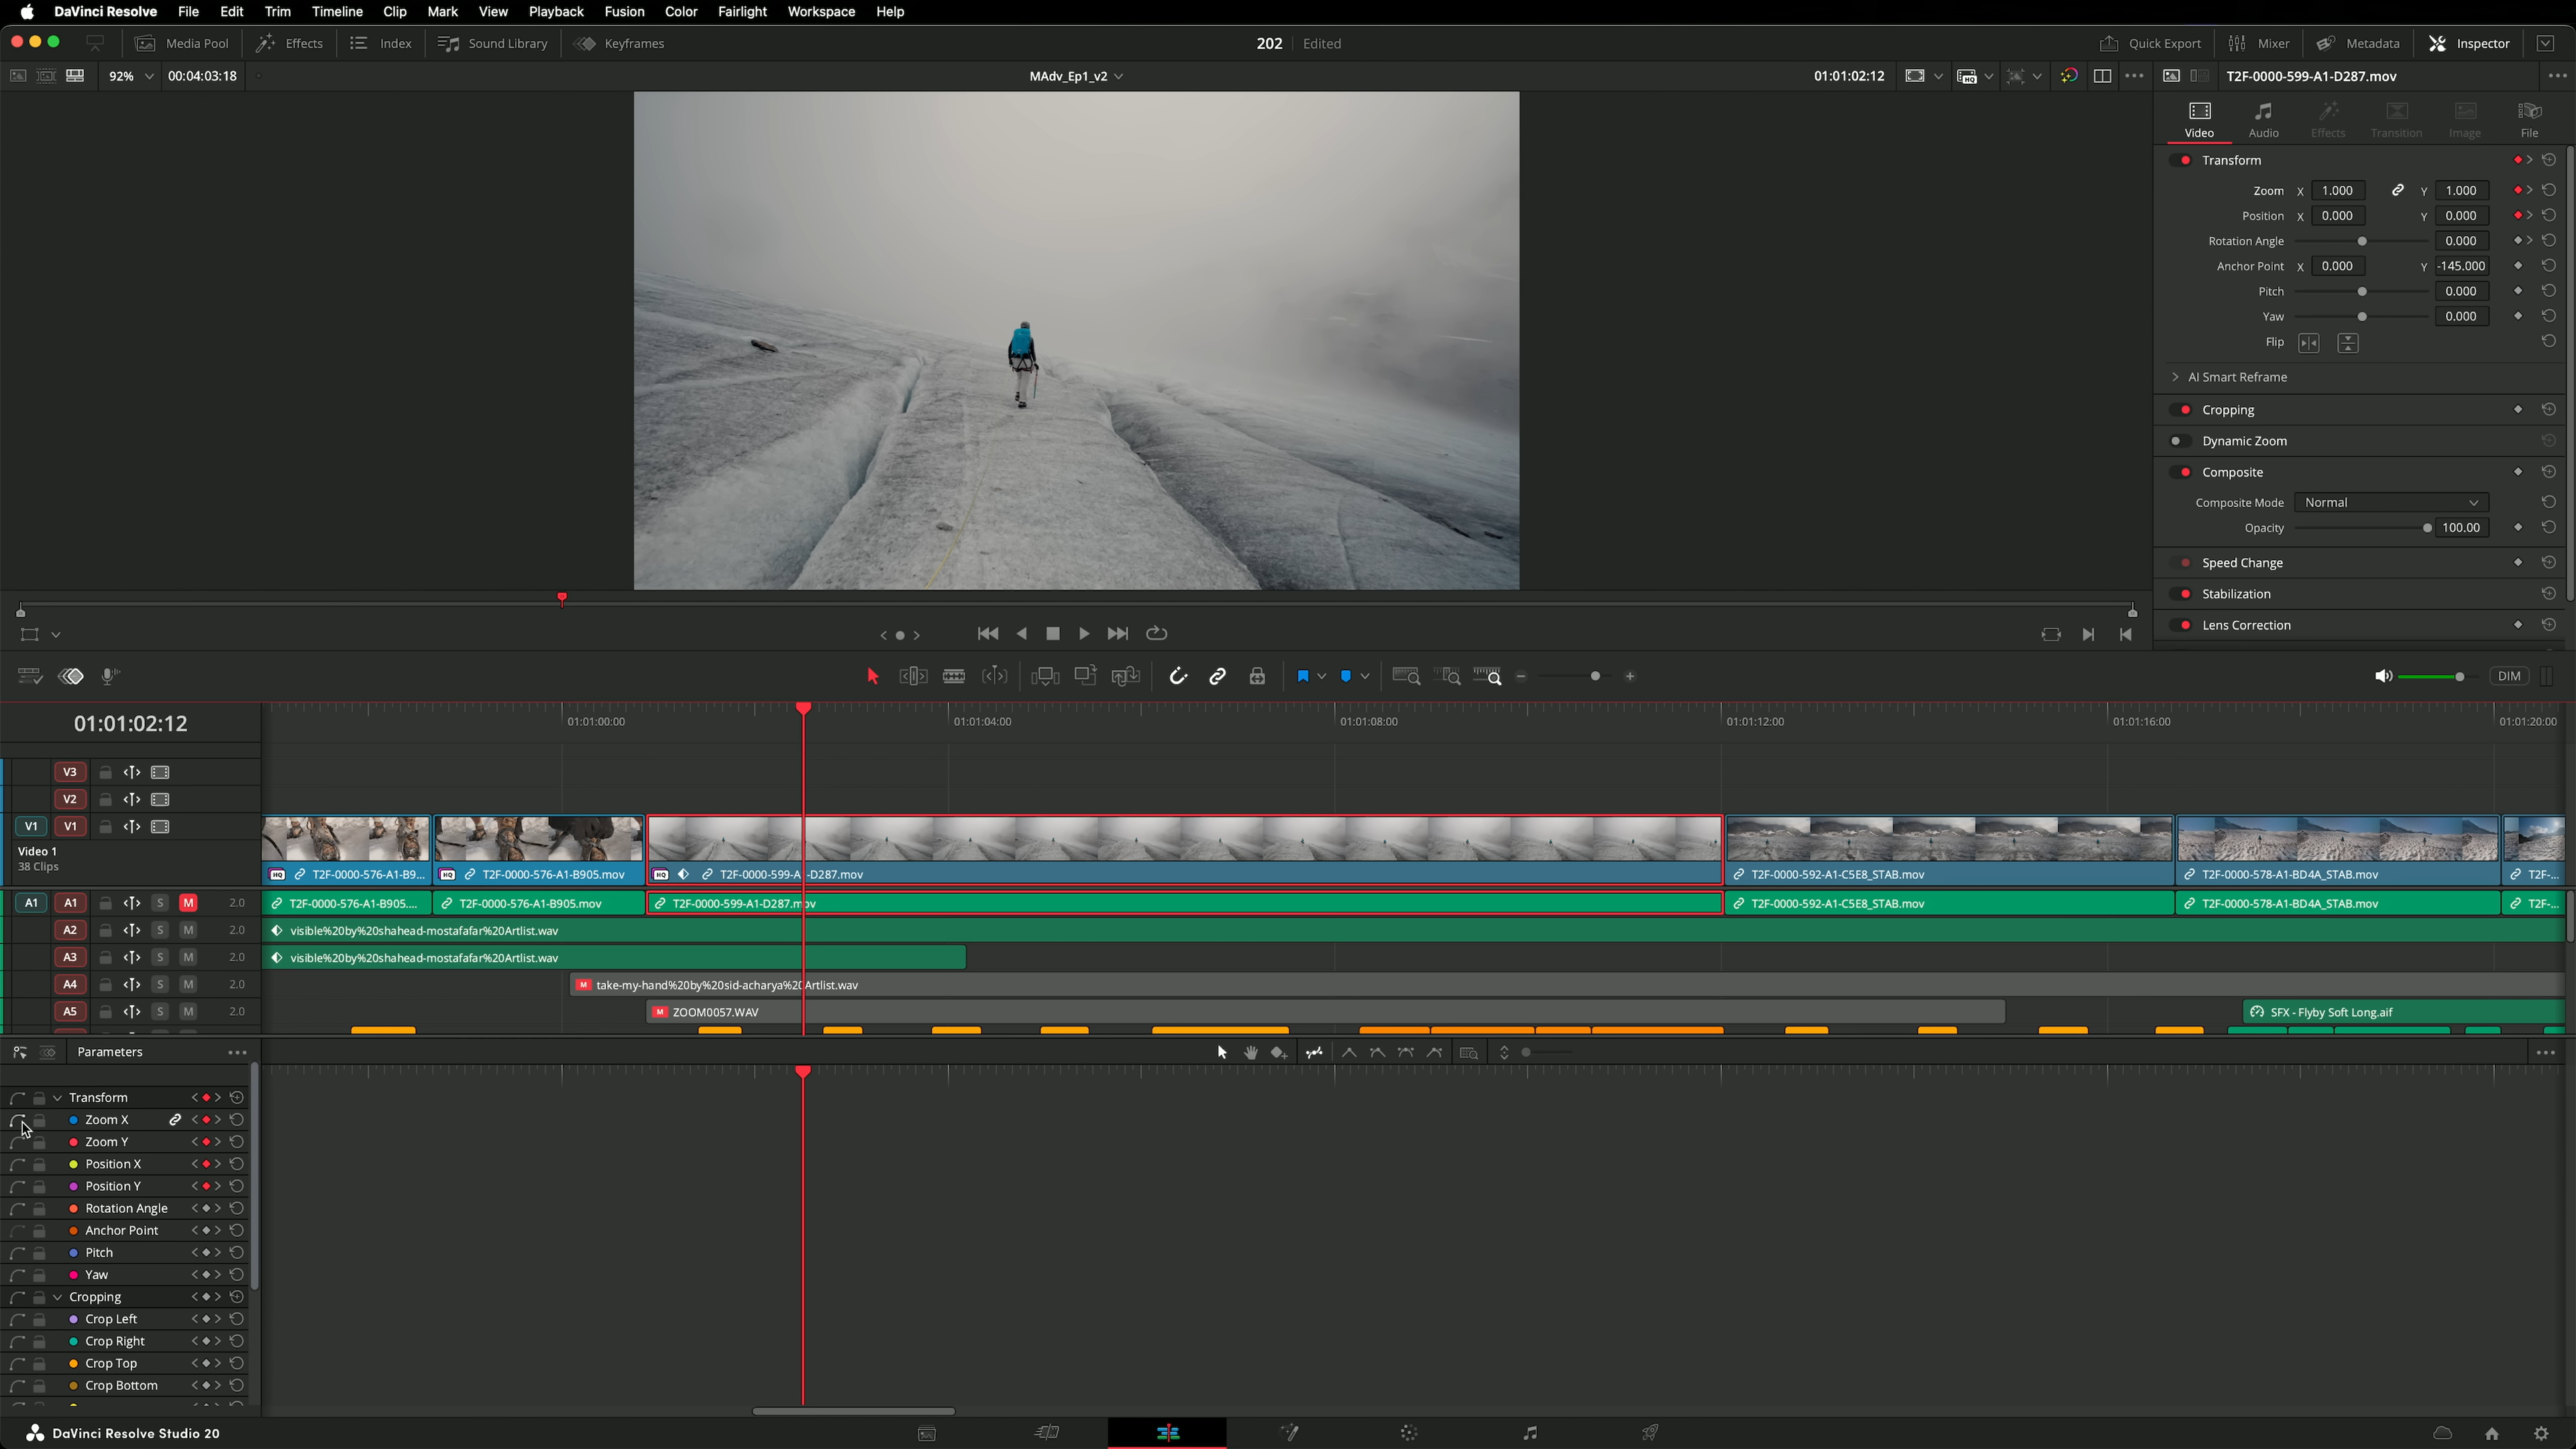 DaVinci Resolve File Edit Trim Timeline Clip Mark View Playback Fusion Color Fairlight Workspace Help
Media Pool Effects Index Sound Library Keyframes 202 Edited Quick Export Mixer Metadata Inspector
92% 00:04:03:18 MAdv_Ep1_v2 01:01:02:12 T2F-0000-599-A1-D287.mov
Video Audio Effects Transition Image File
Transform
Zoom X 1.000 Y 1.000
Position X 0.000 Y 0.000
Rotation Angle 0.000
Anchor Point X 0.000 Y -145.000
Pitch 0.000
Yaw 0.000
Flip
AI Smart Reframe
Cropping
Dynamic Zoom
Composite
Composite Mode Normal
Opacity 100.00
Speed Change
Stabilization
Lens Correction
DIM
01:01:02:12 01:01:00:00 01:01:04:00 01:01:08:00 01:01:12:00 01:01:16:00 01:01:20:00
V3
V2
V1 V1
Video 1
38 Clips
HQ T2F-0000-576-A1-B9... HQ T2F-0000-576-A1-B905.mov HQ T2F-0000-599-A1-D287.mov T2F-0000-592-A1-C5E8_STAB.mov T2F-0000-578-A1-BD4A_STAB.mov T2F-...
A1 A1 S M 2.0 T2F-0000-576-A1-B905.... T2F-0000-576-A1-B905.mov T2F-0000-599-A1-D287.mov T2F-0000-592-A1-C5E8_STAB.mov T2F-0000-578-A1-BD4A_STAB.mov T2F-...
A2 S M 2.0 visible%20by%20shahead-mostafafar%20Artlist.wav
A3 S M 2.0 visible%20by%20shahead-mostafafar%20Artlist.wav
A4 S M 2.0 M take-my-hand%20by%20sid-acharya%20Artlist.wav
A5 S M 2.0 M ZOOM0057.WAV SFX - Flyby Soft Long.aif
Parameters
Transform
Zoom X
Zoom Y
Position X
Position Y
Rotation Angle
Anchor Point
Pitch
Yaw
Cropping
Crop Left
Crop Right
Crop Top
Crop Bottom
DaVinci Resolve Studio 20